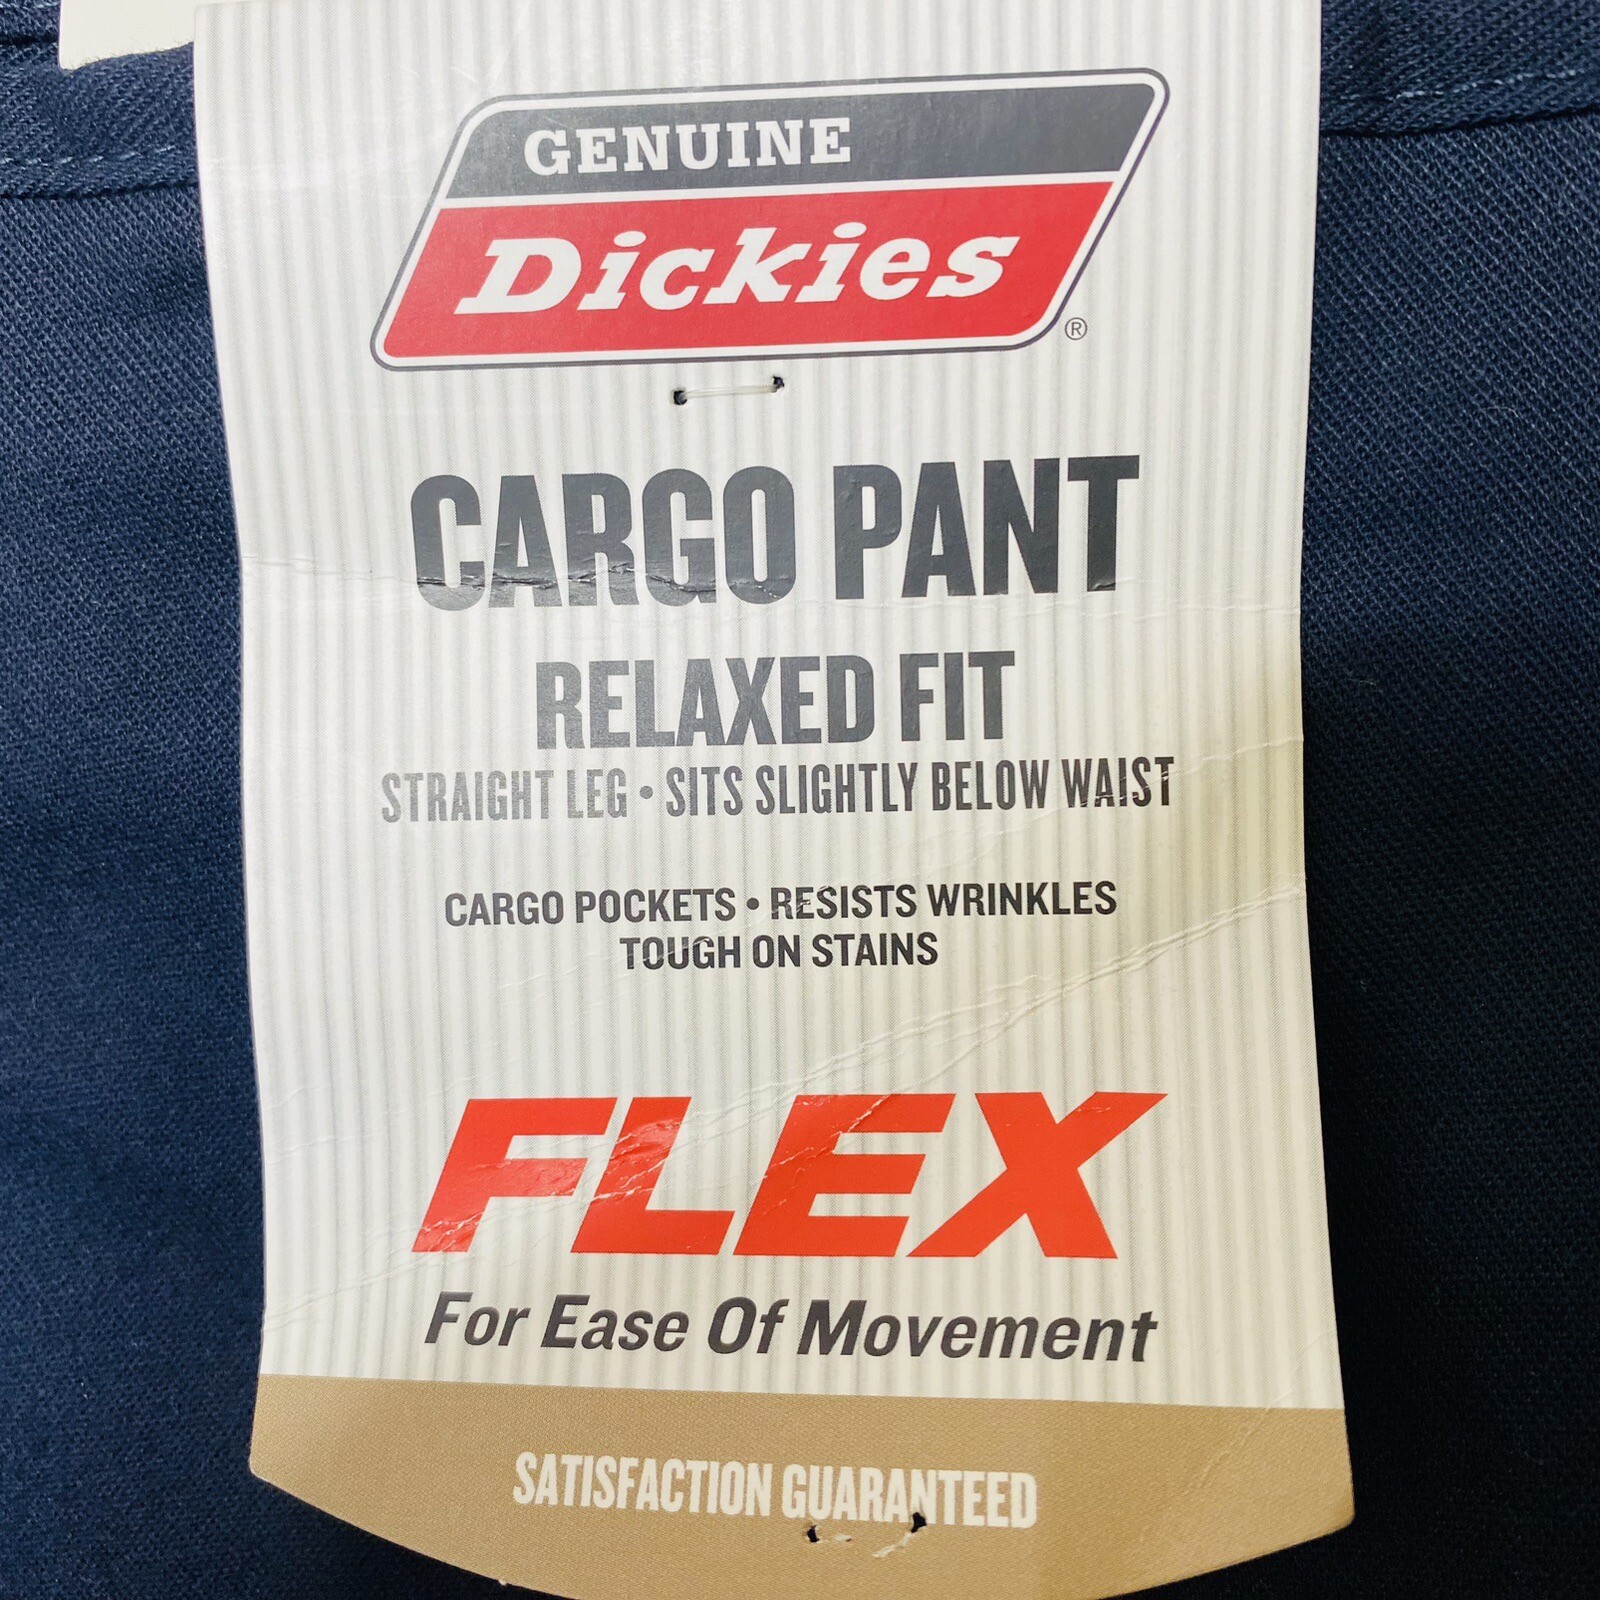 GENUINE
Dickies
®
CARGO PANT
RELAXED FIT
STRAIGHT LEG • SITS SLIGHTLY BELOW WAIST
CARGO POCKETS • RESISTS WRINKLES
TOUGH ON STAINS
FLEX
For Ease Of Movement
SATISFACTION GUARANTEED